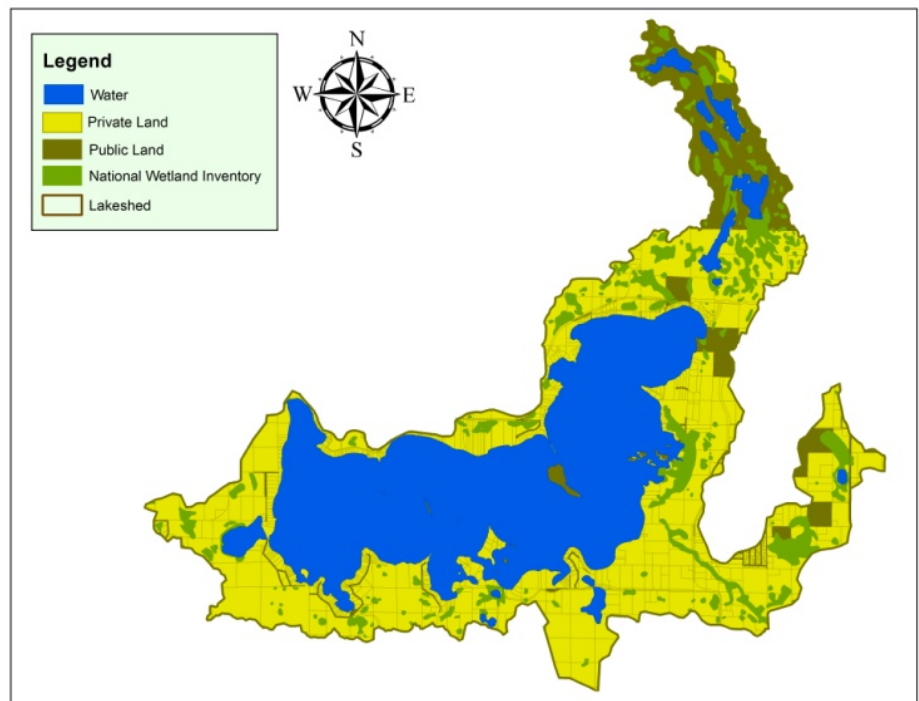 Legend
Water
Private Land
Public Land
National Wetland Inventory
Lakeshed
N
W
E
S